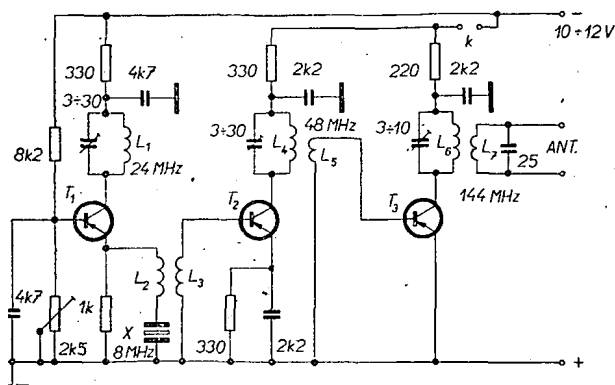 −
10÷12V
k
330
4k7
330
2k2
220
2k2
3÷30
L₁
24 MHz
3÷30
L₄
48 MHz
L₅
3÷10
L₆
L₇
25
ANT.
144 MHz
8k2
T₁
T₂
T₃
L₂
L₃
4k7
1k
2k5
X
8 MHz
330
2k2
+